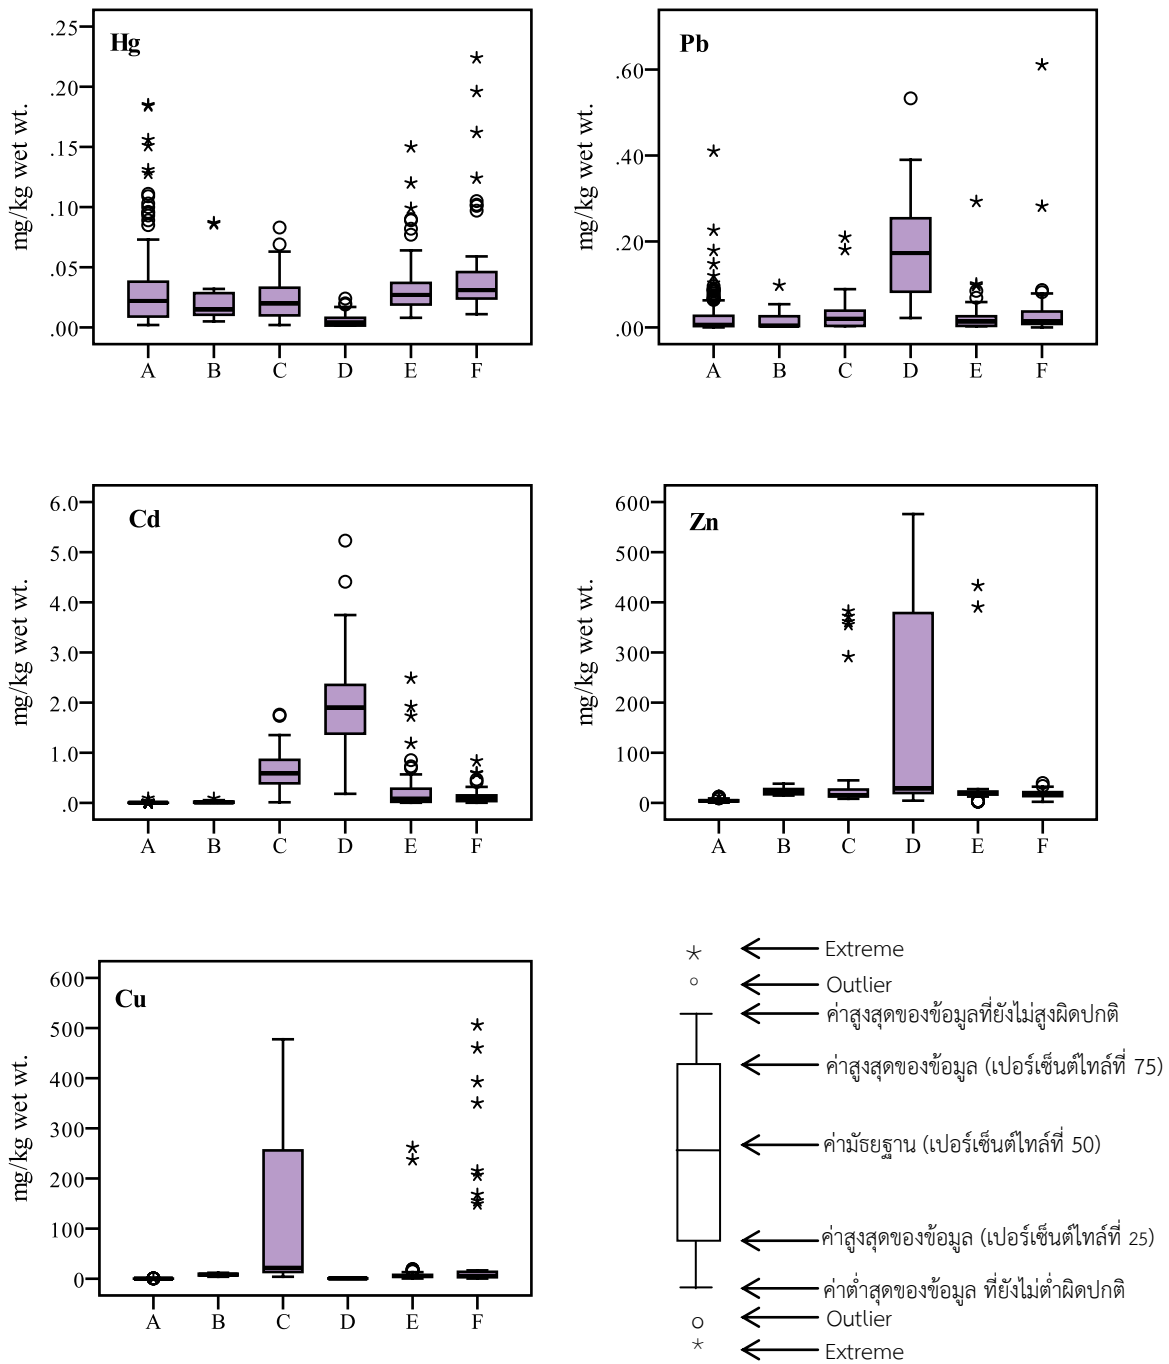 Hg
.25
.20
.15
.10
.05
.00
mg/kg wet wt.
A B C D E F
Pb
.60
.40
.20
.00
mg/kg wet wt.
A B C D E F
Cd
6.0
5.0
4.0
3.0
2.0
1.0
.0
mg/kg wet wt.
A B C D E F
Zn
600
500
400
300
200
100
0
mg/kg wet wt.
A B C D E F
Cu
600
500
400
300
200
100
0
mg/kg wet wt.
A B C D E F
Extreme
Outlier
ค่าสูงสุดของข้อมูลที่ยังไม่สูงผิดปกติ
ค่าสูงสุดของข้อมูล (เปอร์เซ็นต์ไทล์ที่ 75)
ค่ามัธยฐาน (เปอร์เซ็นต์ไทล์ที่ 50)
ค่าสูงสุดของข้อมูล (เปอร์เซ็นต์ไทล์ที่ 25)
ค่าต่ำสุดของข้อมูล ที่ยังไม่ต่ำผิดปกติ
Outlier
Extreme